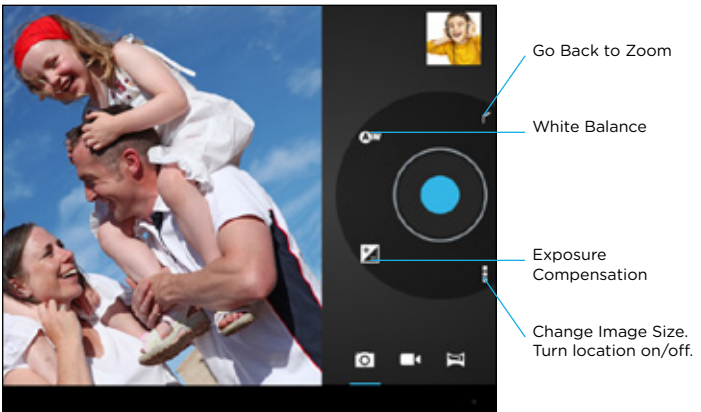 Go Back to Zoom
White Balance
Exposure
Compensation
Change Image Size.
Turn location on/off.